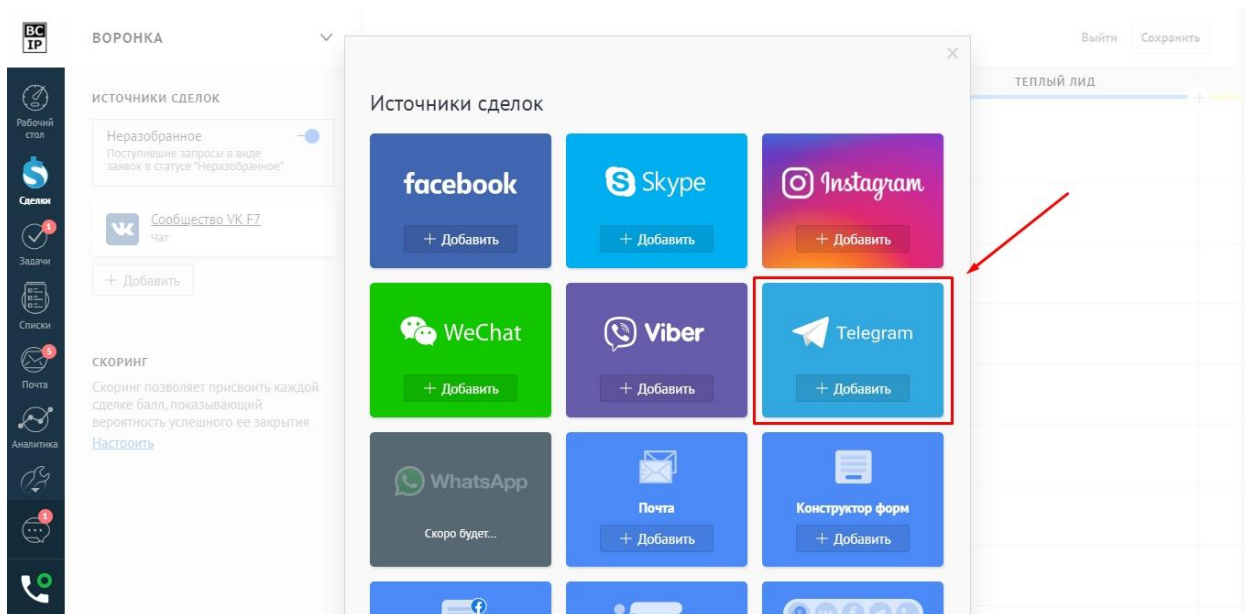 BC
IP
ВОРОНКА
Выйти
Сохранить
Рабочий
стол
Сделки
1
Задачи
Списки
5
Почта
Аналитика
1
ИСТОЧНИКИ СДЕЛОК
Неразобранное
Поступившие запросы в виде
заявок в статусе "Неразобранное"
Сообщество VK F7
Чат
+ Добавить
СКОРИНГ
Скоринг позволяет присвоить каждой
сделке балл, показывающий
вероятность успешного ее закрытия
Настроить
Источники сделок
facebook
+ Добавить
Skype
+ Добавить
Instagram
+ Добавить
WeChat
+ Добавить
Viber
+ Добавить
Telegram
+ Добавить
WhatsApp
Скоро будет...
Почта
+ Добавить
Конструктор форм
+ Добавить
ТЕПЛЫЙ ЛИД